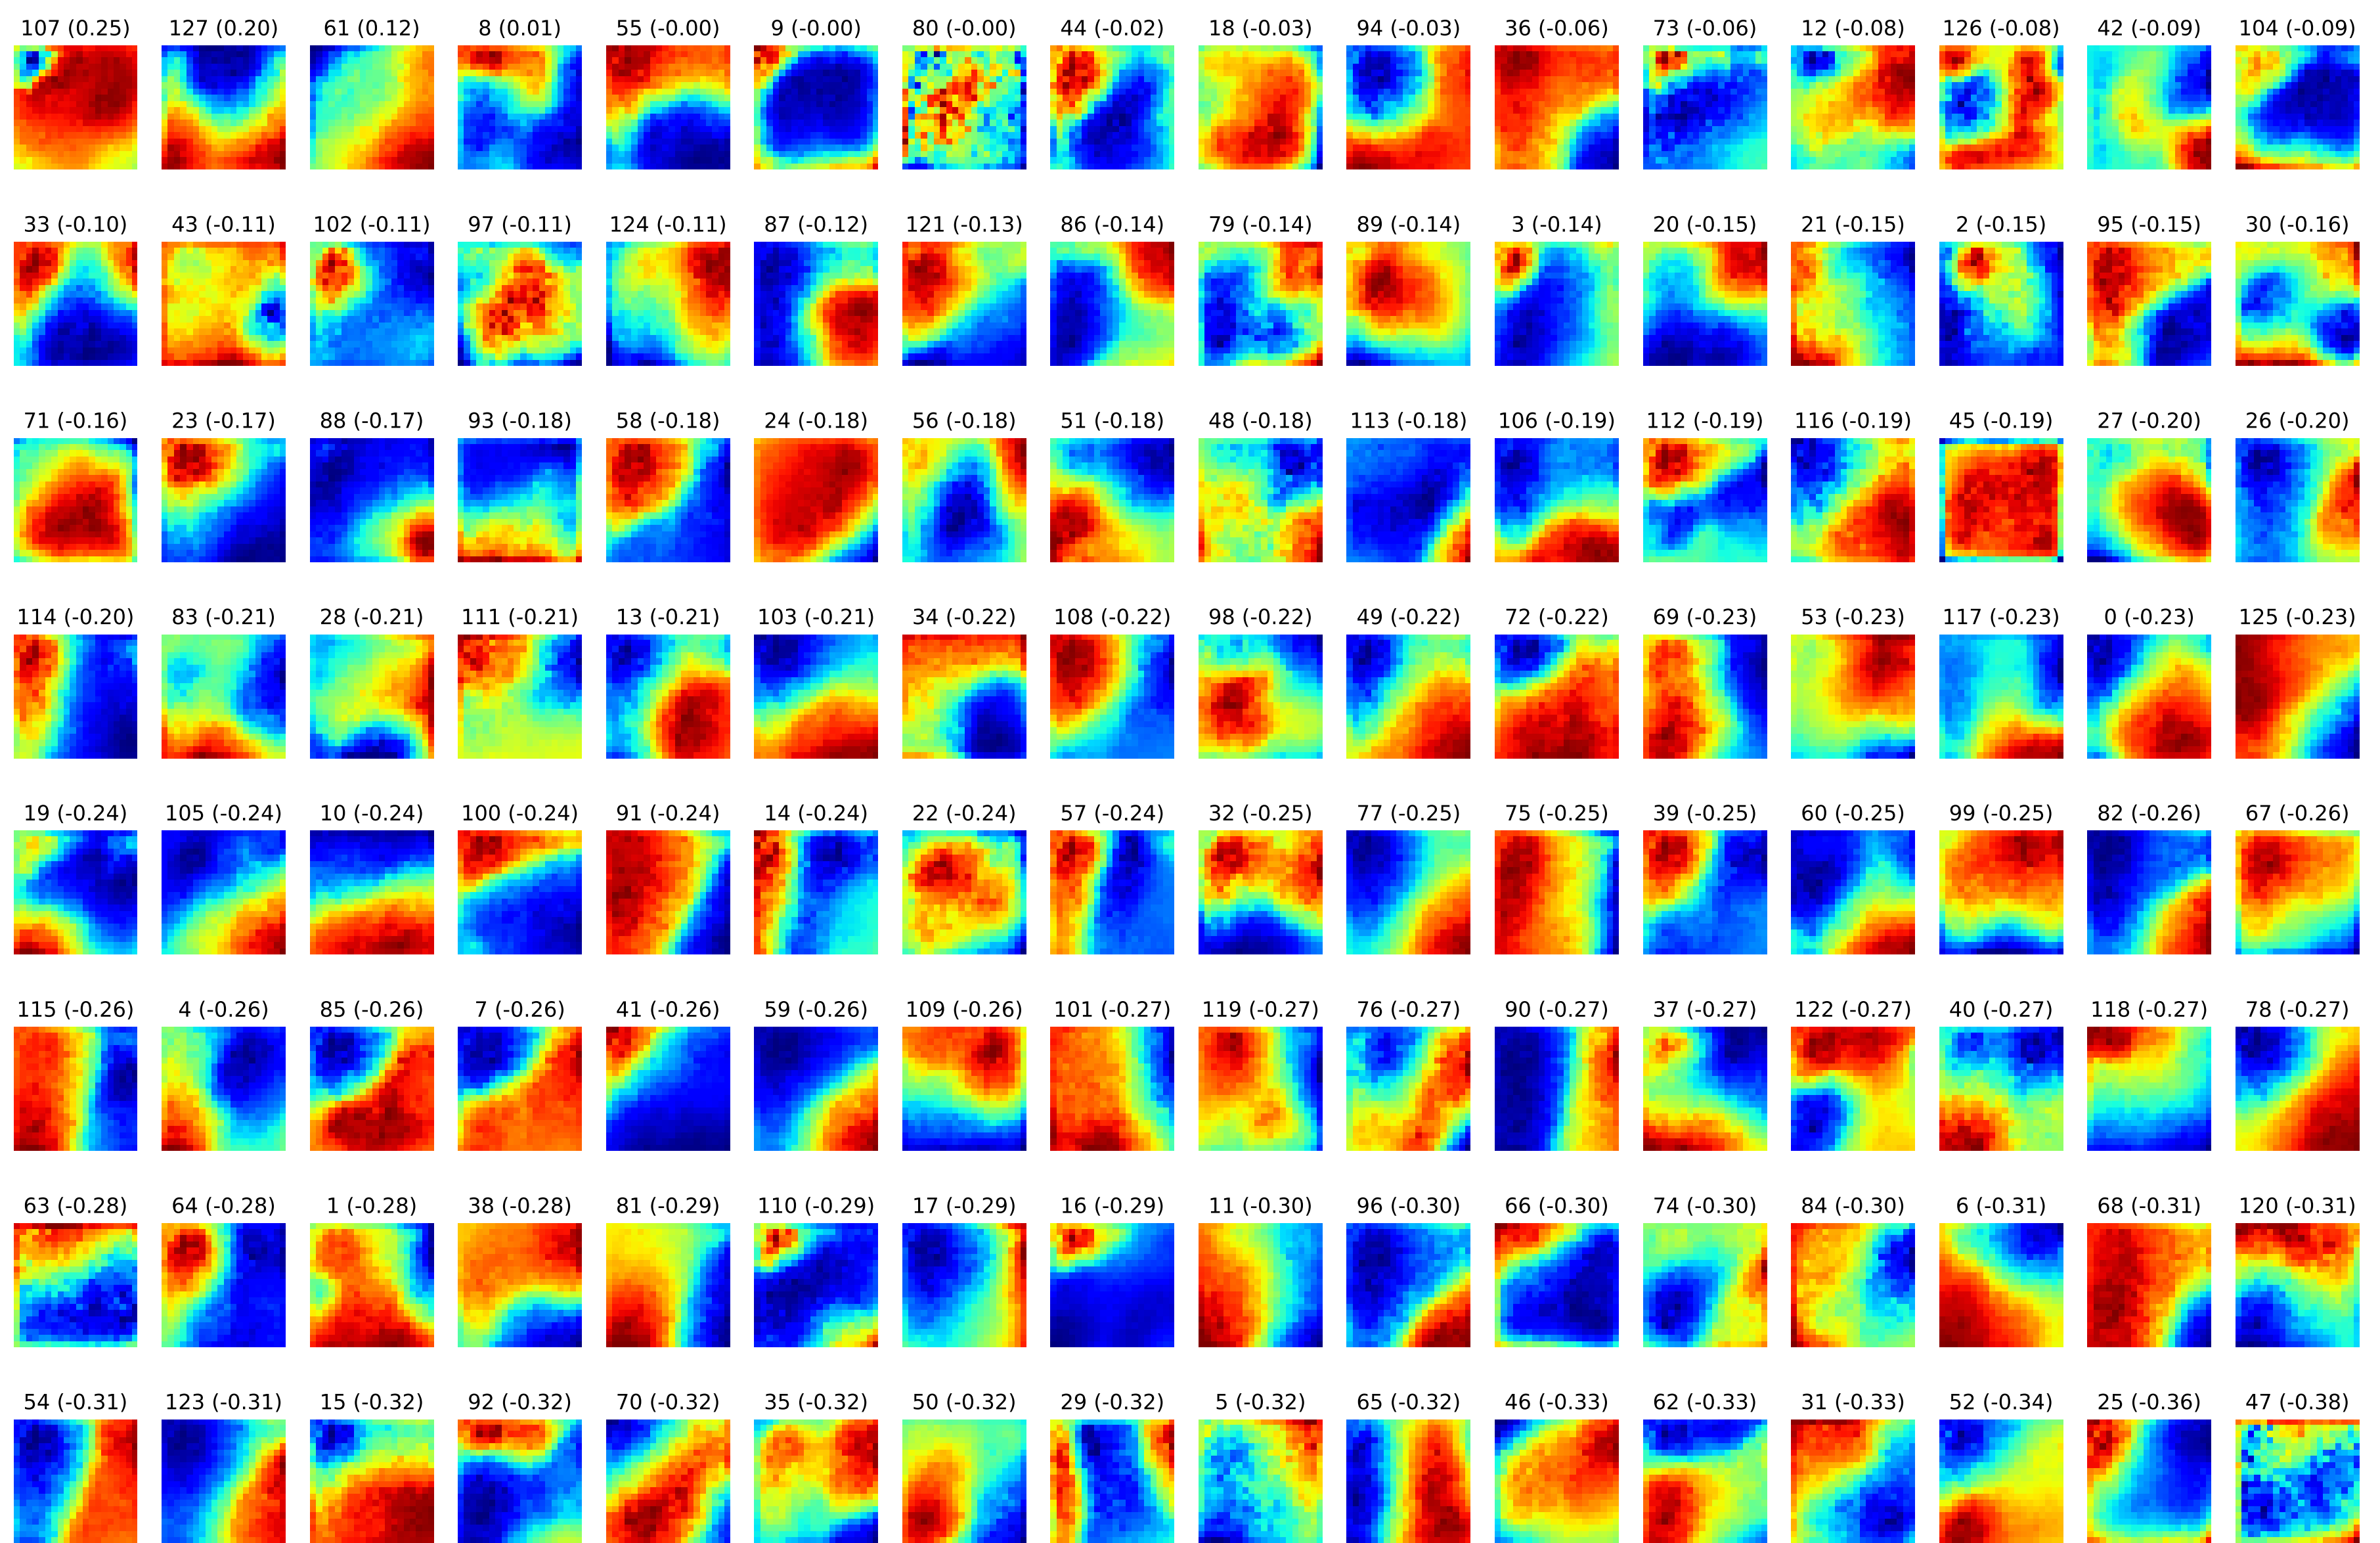 107 (0.25) 127 (0.20) 61 (0.12) 8 (0.01) 55 (-0.00) 9 (-0.00) 80 (-0.00) 44 (-0.02) 18 (-0.03) 94 (-0.03) 36 (-0.06) 73 (-0.06) 12 (-0.08) 126 (-0.08) 42 (-0.09) 104 (-0.09)
33 (-0.10) 43 (-0.11) 102 (-0.11) 97 (-0.11) 124 (-0.11) 87 (-0.12) 121 (-0.13) 86 (-0.14) 79 (-0.14) 89 (-0.14) 3 (-0.14) 20 (-0.15) 21 (-0.15) 2 (-0.15) 95 (-0.15) 30 (-0.16)
71 (-0.16) 23 (-0.17) 88 (-0.17) 93 (-0.18) 58 (-0.18) 24 (-0.18) 56 (-0.18) 51 (-0.18) 48 (-0.18) 113 (-0.18) 106 (-0.19) 112 (-0.19) 116 (-0.19) 45 (-0.19) 27 (-0.20) 26 (-0.20)
114 (-0.20) 83 (-0.21) 28 (-0.21) 111 (-0.21) 13 (-0.21) 103 (-0.21) 34 (-0.22) 108 (-0.22) 98 (-0.22) 49 (-0.22) 72 (-0.22) 69 (-0.23) 53 (-0.23) 117 (-0.23) 0 (-0.23) 125 (-0.23)
19 (-0.24) 105 (-0.24) 10 (-0.24) 100 (-0.24) 91 (-0.24) 14 (-0.24) 22 (-0.24) 57 (-0.24) 32 (-0.25) 77 (-0.25) 75 (-0.25) 39 (-0.25) 60 (-0.25) 99 (-0.25) 82 (-0.26) 67 (-0.26)
115 (-0.26) 4 (-0.26) 85 (-0.26) 7 (-0.26) 41 (-0.26) 59 (-0.26) 109 (-0.26) 101 (-0.27) 119 (-0.27) 76 (-0.27) 90 (-0.27) 37 (-0.27) 122 (-0.27) 40 (-0.27) 118 (-0.27) 78 (-0.27)
63 (-0.28) 64 (-0.28) 1 (-0.28) 38 (-0.28) 81 (-0.29) 110 (-0.29) 17 (-0.29) 16 (-0.29) 11 (-0.30) 96 (-0.30) 66 (-0.30) 74 (-0.30) 84 (-0.30) 6 (-0.31) 68 (-0.31) 120 (-0.31)
54 (-0.31) 123 (-0.31) 15 (-0.32) 92 (-0.32) 70 (-0.32) 35 (-0.32) 50 (-0.32) 29 (-0.32) 5 (-0.32) 65 (-0.32) 46 (-0.33) 62 (-0.33) 31 (-0.33) 52 (-0.34) 25 (-0.36) 47 (-0.38)